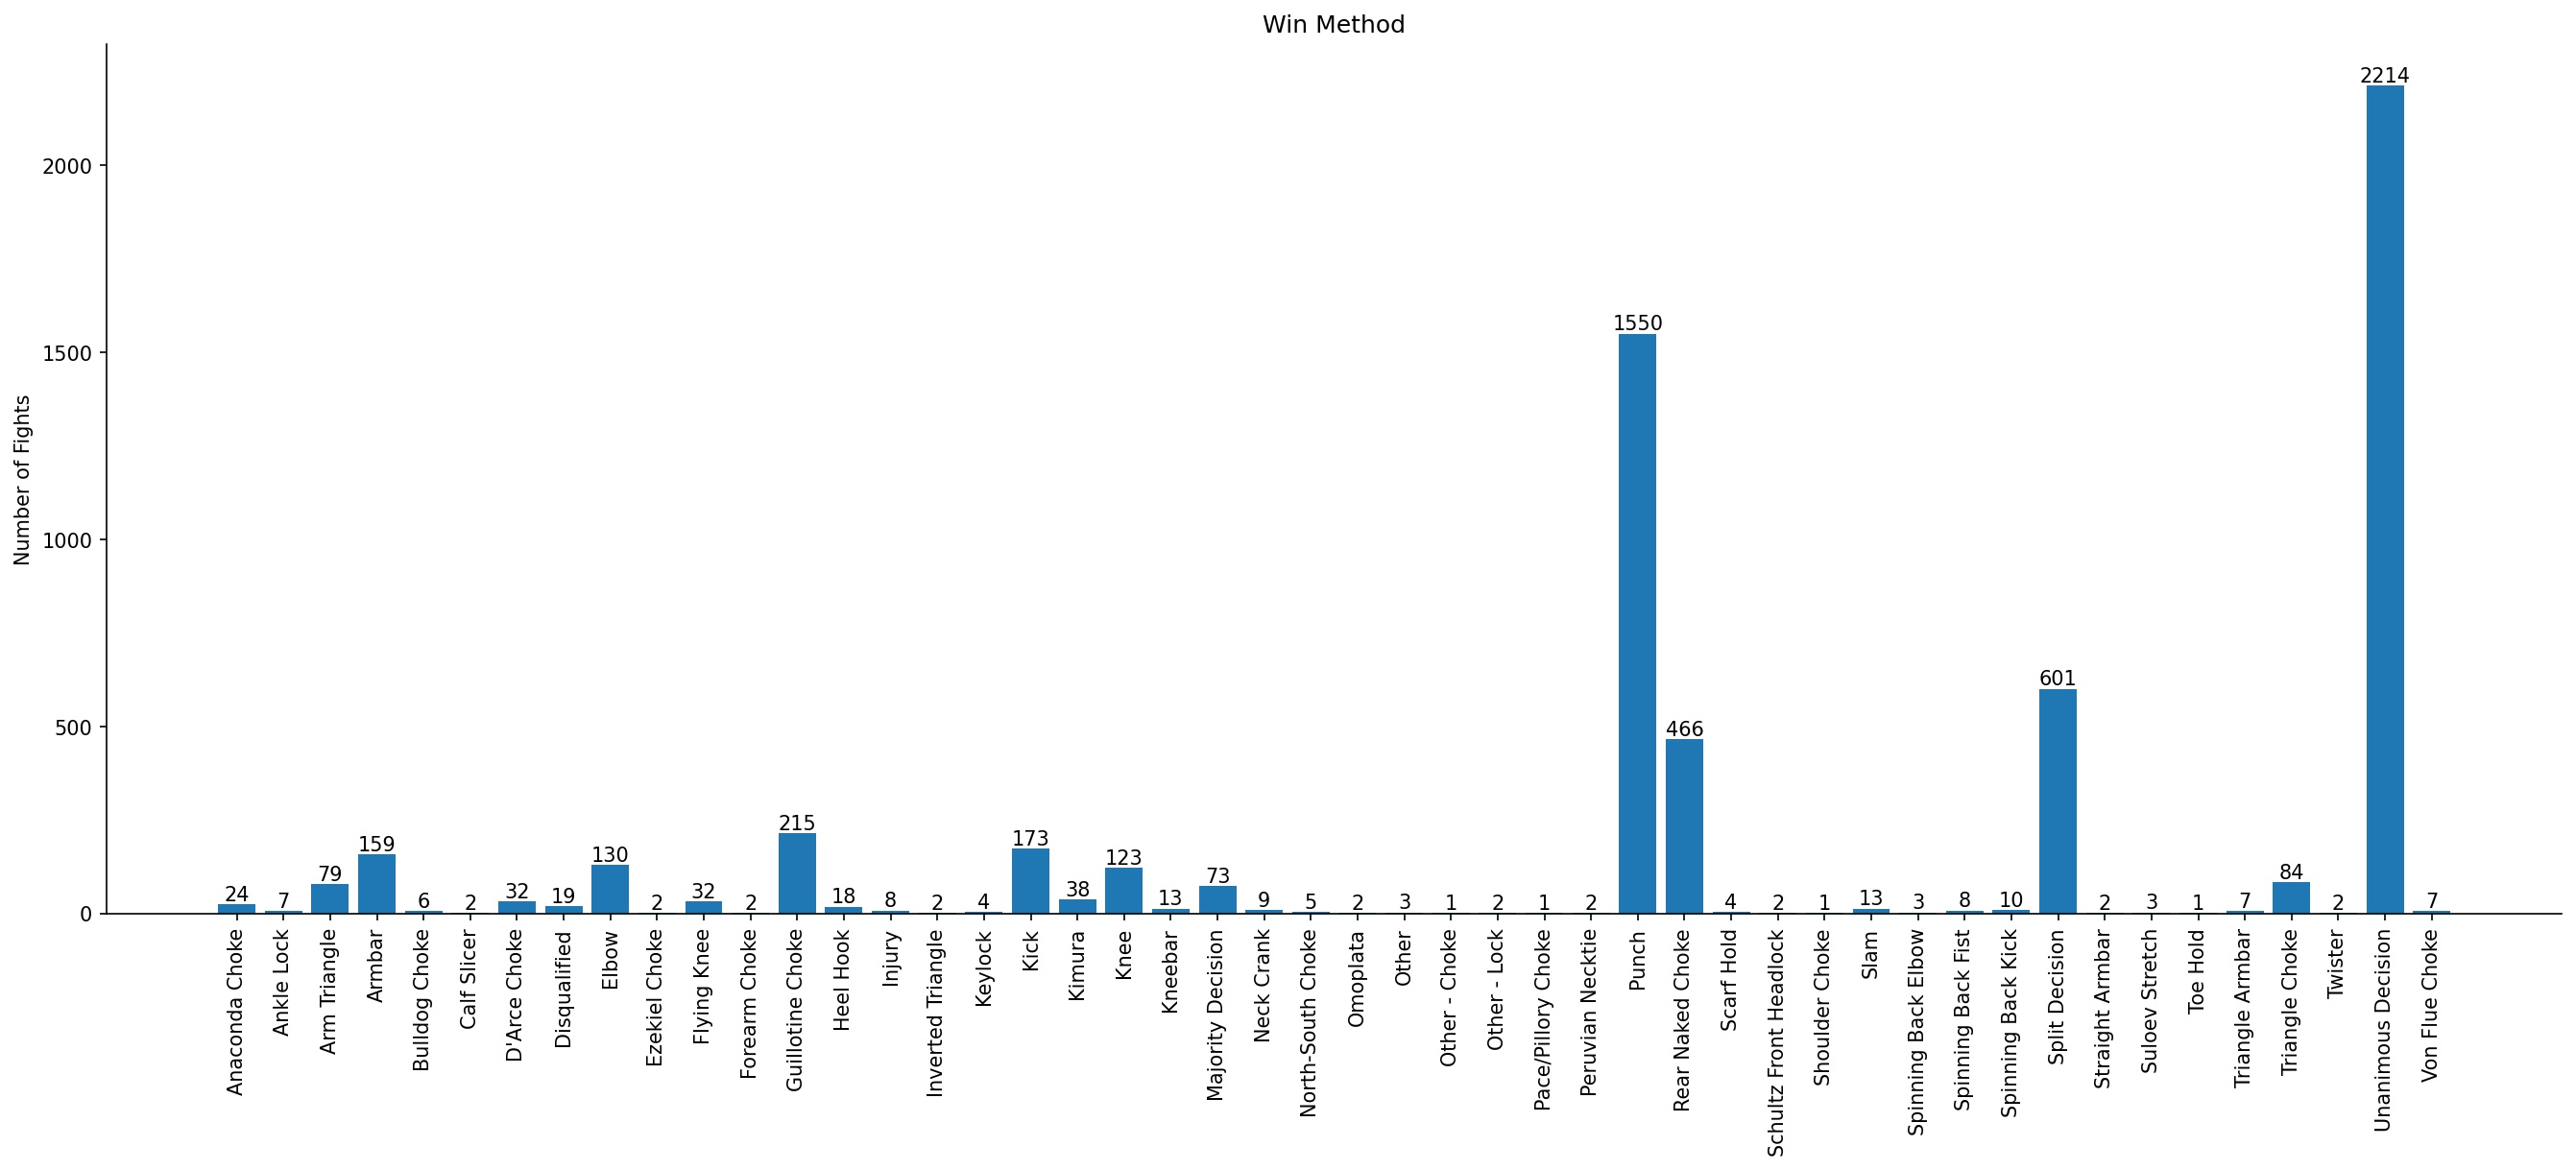 Win Method
Number of Fights
2000
1500
1000
500
0
24
7
79
159
6
2
32
19
130
2
32
2
215
18
8
2
4
173
38
123
13
73
9
5
2
3
1
2
1
2
1550
466
4
2
1
13
3
8
10
601
2
3
1
7
84
2
2214
7
Anaconda Choke
Ankle Lock
Arm Triangle
Armbar
Bulldog Choke
Calf Slicer
D'Arce Choke
Disqualified
Elbow
Ezekiel Choke
Flying Knee
Forearm Choke
Guillotine Choke
Heel Hook
Injury
Inverted Triangle
Keylock
Kick
Kimura
Knee
Kneebar
Majority Decision
Neck Crank
North-South Choke
Omoplata
Other
Other - Choke
Other - Lock
Pace/Pillory Choke
Peruvian Necktie
Punch
Rear Naked Choke
Scarf Hold
Schultz Front Headlock
Shoulder Choke
Slam
Spinning Back Elbow
Spinning Back Fist
Spinning Back Kick
Split Decision
Straight Armbar
Suloev Stretch
Toe Hold
Triangle Armbar
Triangle Choke
Twister
Unanimous Decision
Von Flue Choke